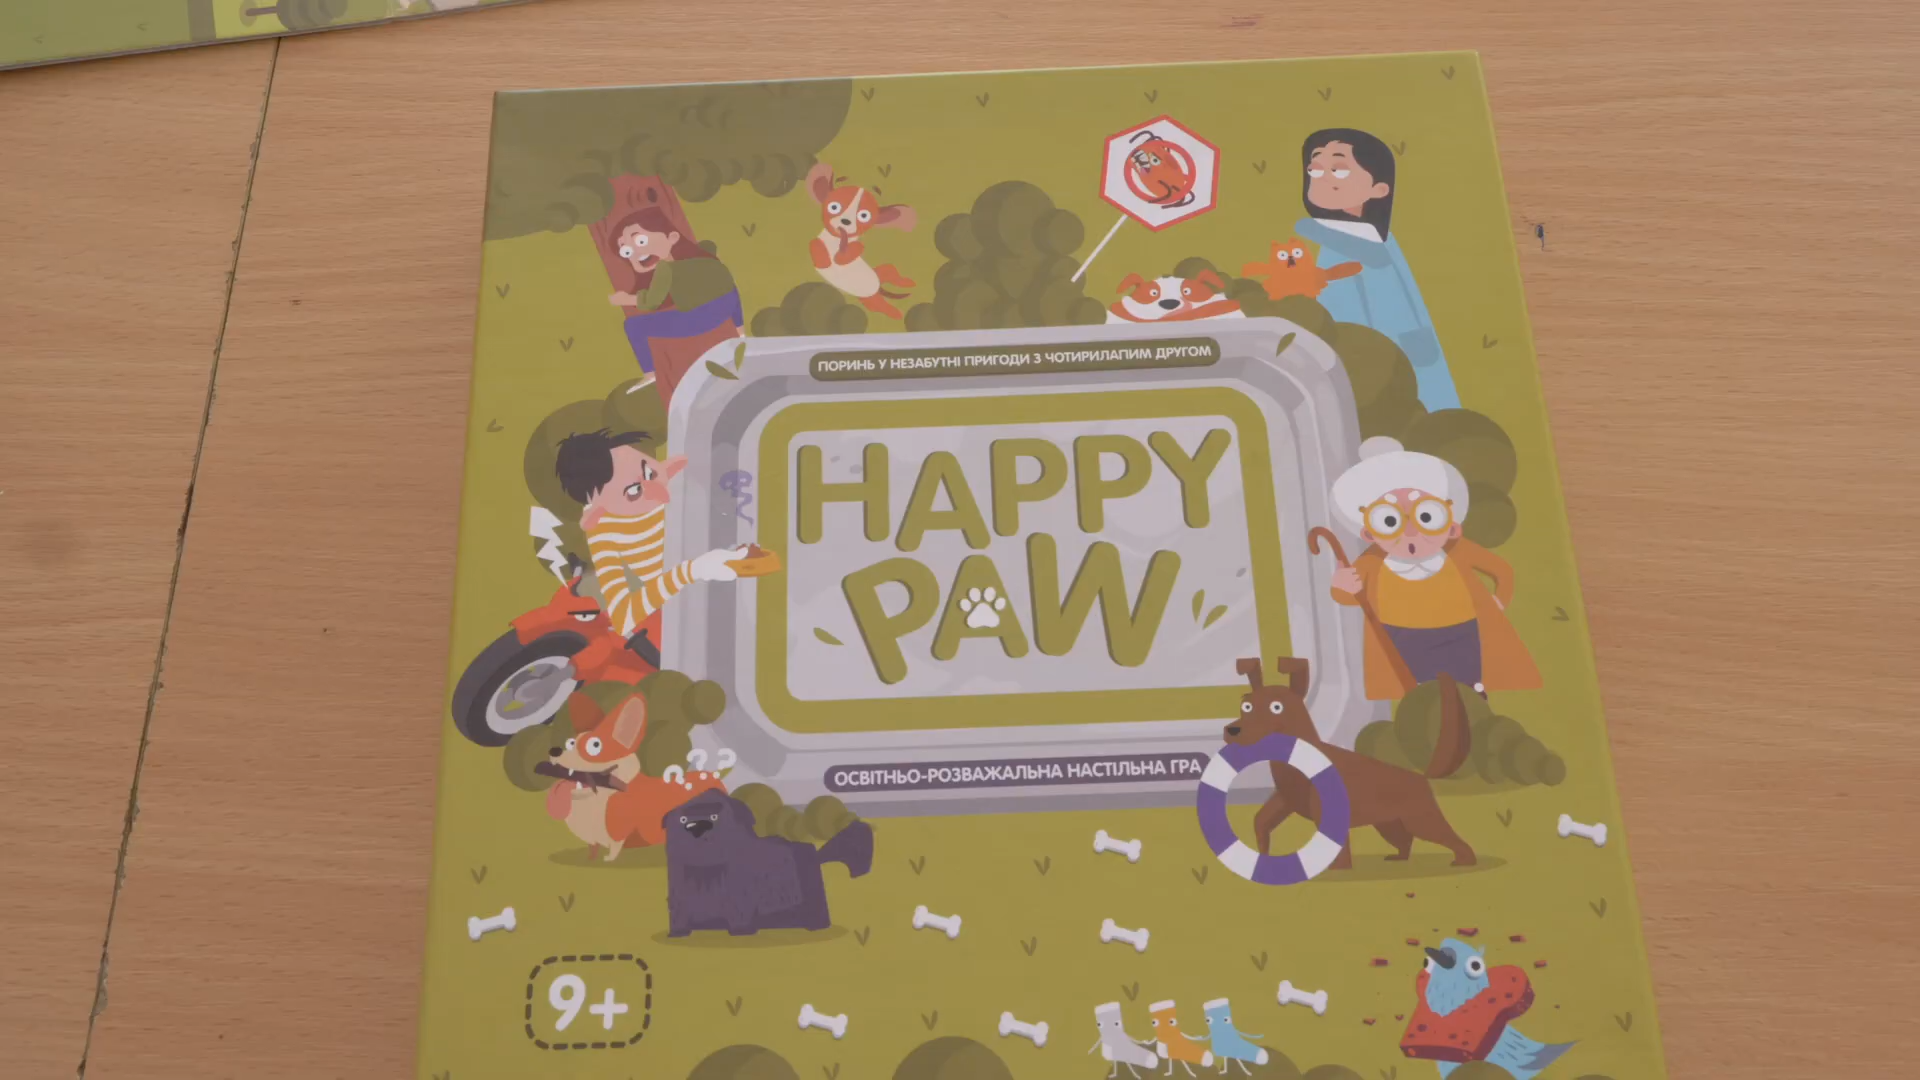 ПОРИНЬ У НЕЗАБУТНІ ПРИГОДИ З ЧОТИРИЛАПИМ ДРУГОМ
HAPPY
PAW
???
ОСВІТНЬО-РОЗВАЖАЛЬНА НАСТІЛЬНА ГРА
9+